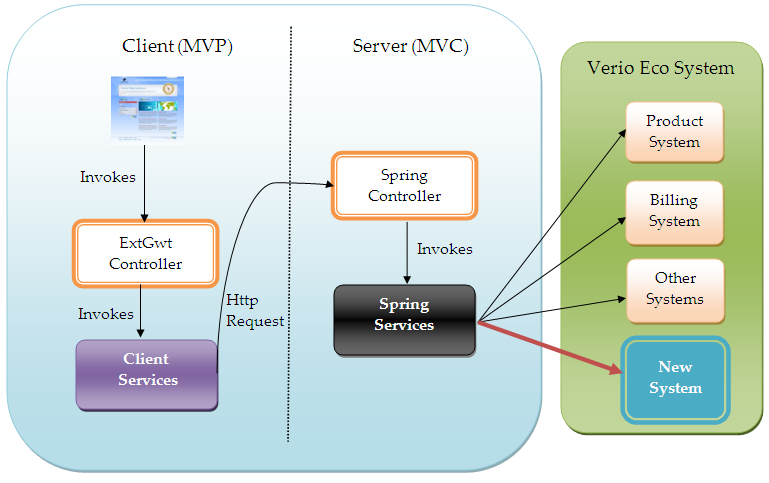 Client (MVP)
Server (MVC)
Verio Eco System
Invokes
ExtGwt
Controller
Invokes
Client
Services
Http
Request
Spring
Controller
Invokes
Spring
Services
Product
System
Billing
System
Other
Systems
New
System